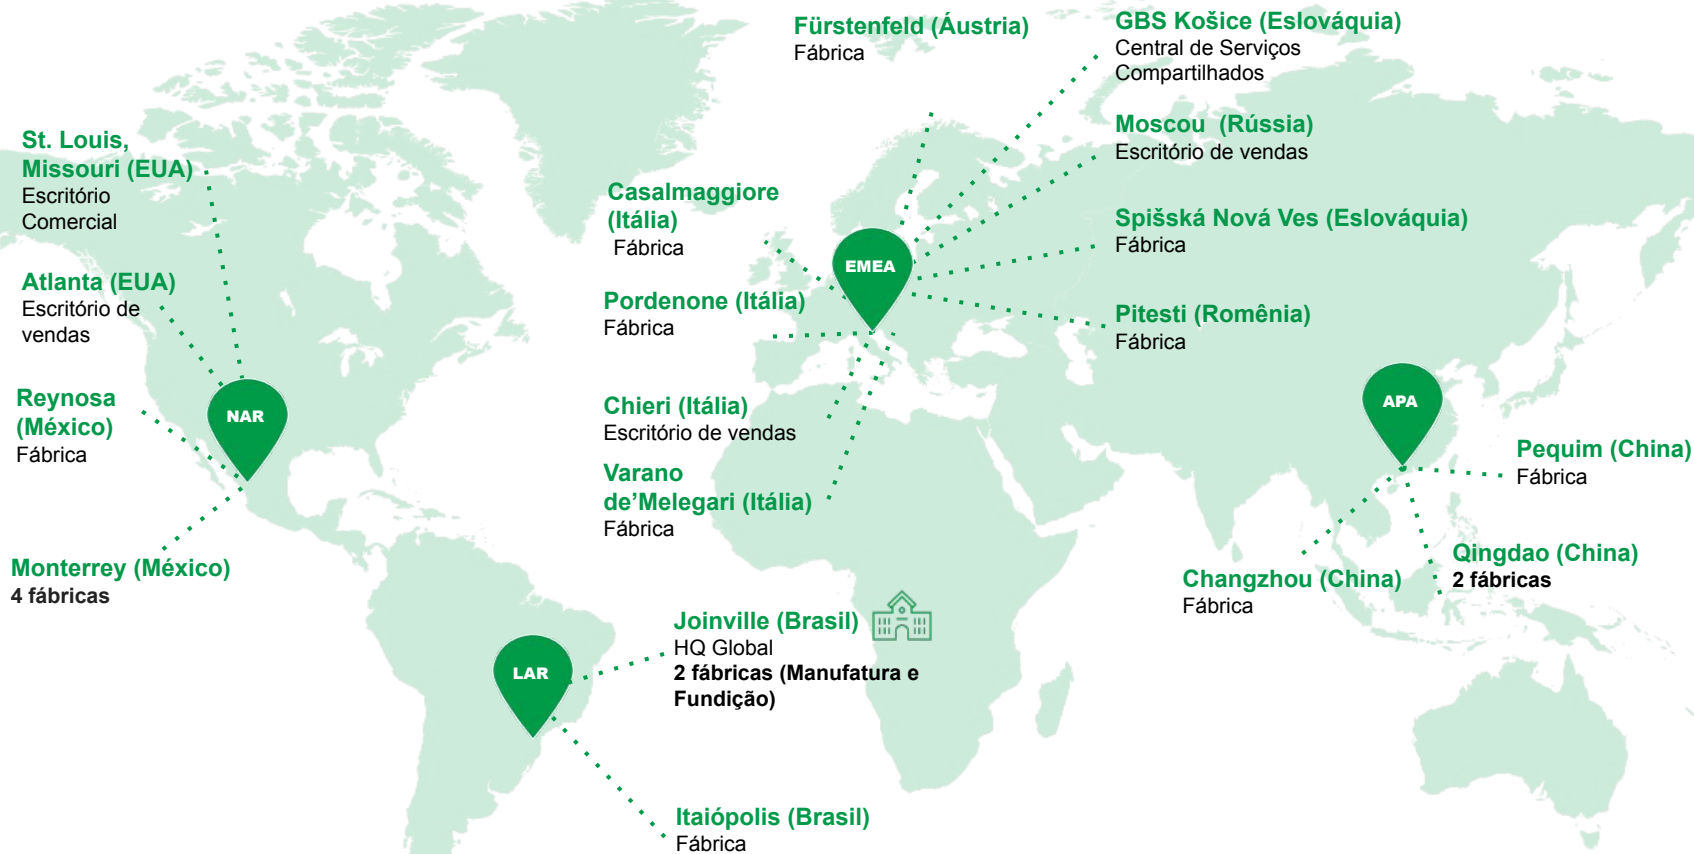 Fürstenfeld (Áustria)
Fábrica
GBS Košice (Eslováquia)
Central de Serviços
Compartilhados
Moscou  (Rússia)
Escritório de vendas
St. Louis,
Missouri (EUA)
Escritório
Comercial
Casalmaggiore
(Itália)
Fábrica
Spišská Nová Ves (Eslováquia)
Fábrica
EMEA
Atlanta (EUA)
Escritório de
vendas
Pordenone (Itália)
Fábrica
Pitesti (Romênia)
Fábrica
Reynosa
(México)
Fábrica
NAR
Chieri (Itália)
Escritório de vendas
APA
Pequim (China)
Fábrica
Varano
de’Melegari (Itália)
Fábrica
Monterrey (México)
4 fábricas
Changzhou (China)
Fábrica
Qingdao (China)
2 fábricas
LAR
Joinville (Brasil)
HQ Global
2 fábricas (Manufatura e
Fundição)
Itaiópolis (Brasil)
Fábrica